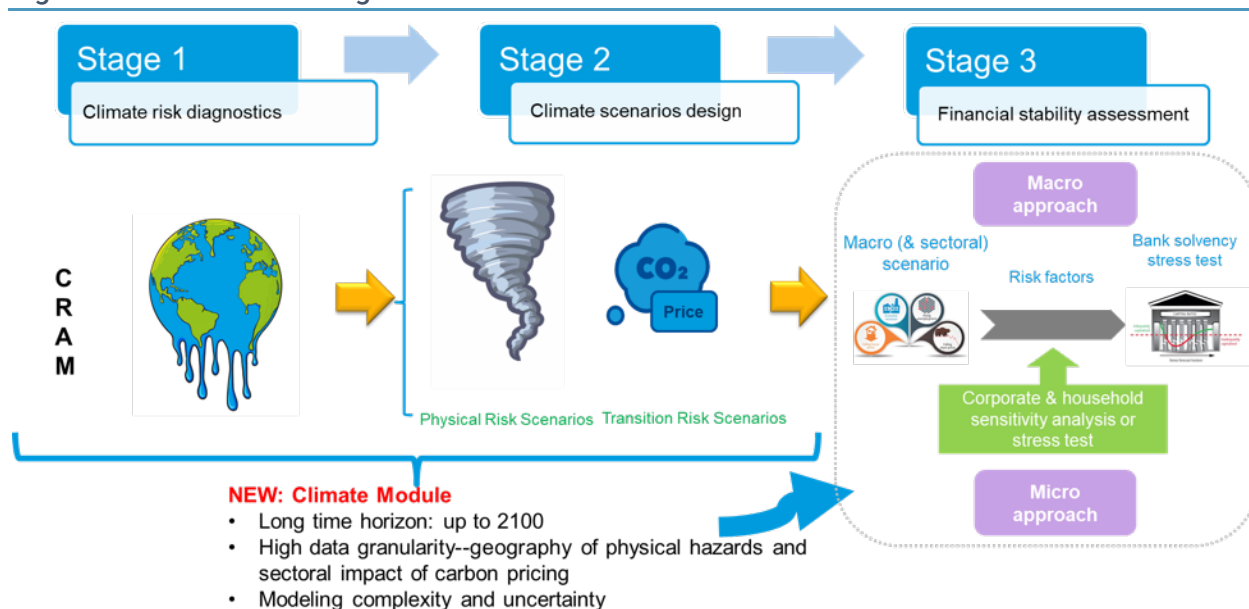 Stage 1
Climate risk diagnostics
Stage 2
Climate scenarios design
Stage 3
Financial stability assessment
C
R
A
M
CO₂
Price
Physical Risk Scenarios
Transition Risk Scenarios
Macro
approach
Macro (& sectoral)
scenario
Risk factors
Bank solvency
stress test
Corporate & household
sensitivity analysis or
stress test
Micro
approach
NEW: Climate Module
• Long time horizon: up to 2100
• High data granularity--geography of physical hazards and
sectoral impact of carbon pricing
• Modeling complexity and uncertainty